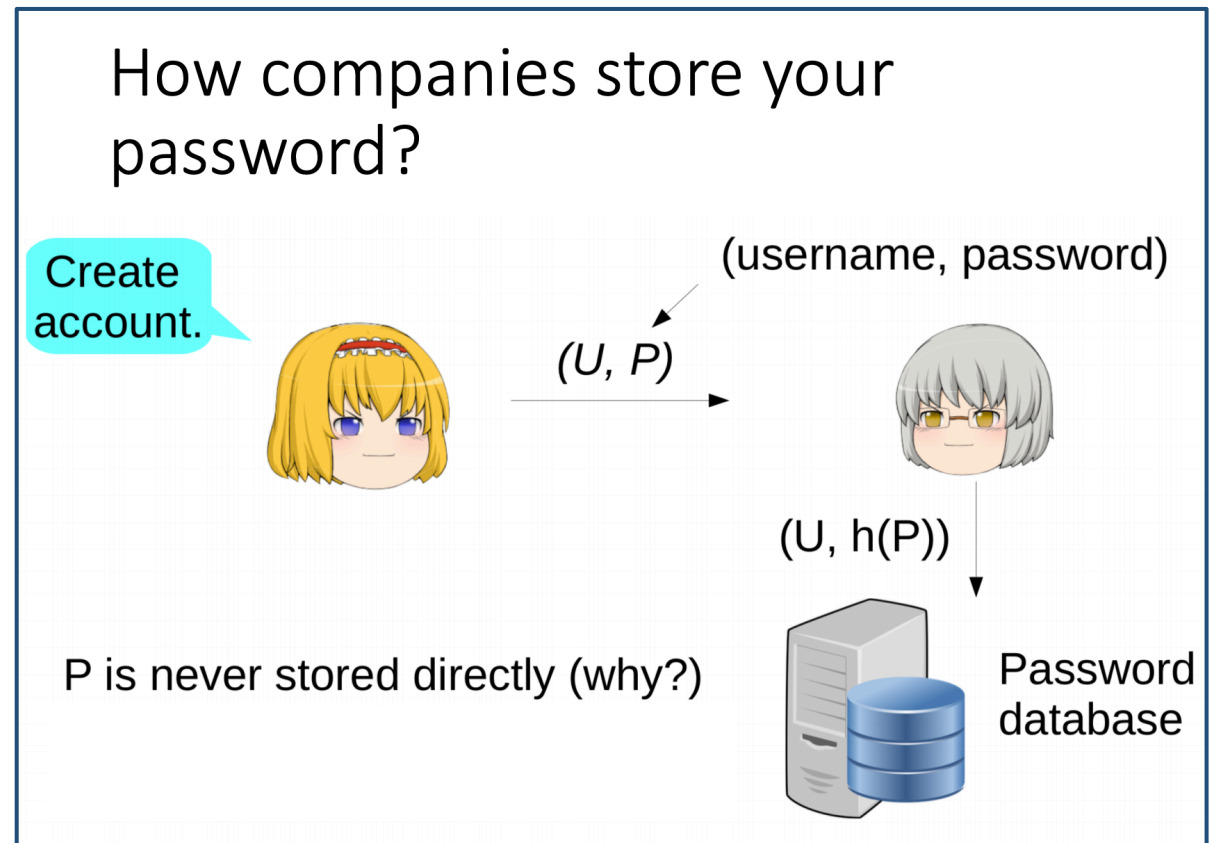 How companies store your
password?
Create
account.
(username, password)
(U, P)
(U, h(P))
P is never stored directly (why?)
Password
database